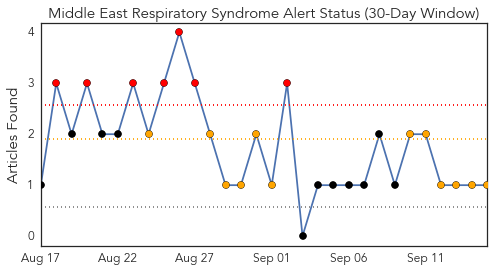 Middle East Respiratory Syndrome Alert Status (30-Day Window)
Articles Found
4
3
2
1
0
Aug 17 Aug 22 Aug 27 Sep 01 Sep 06 Sep 11